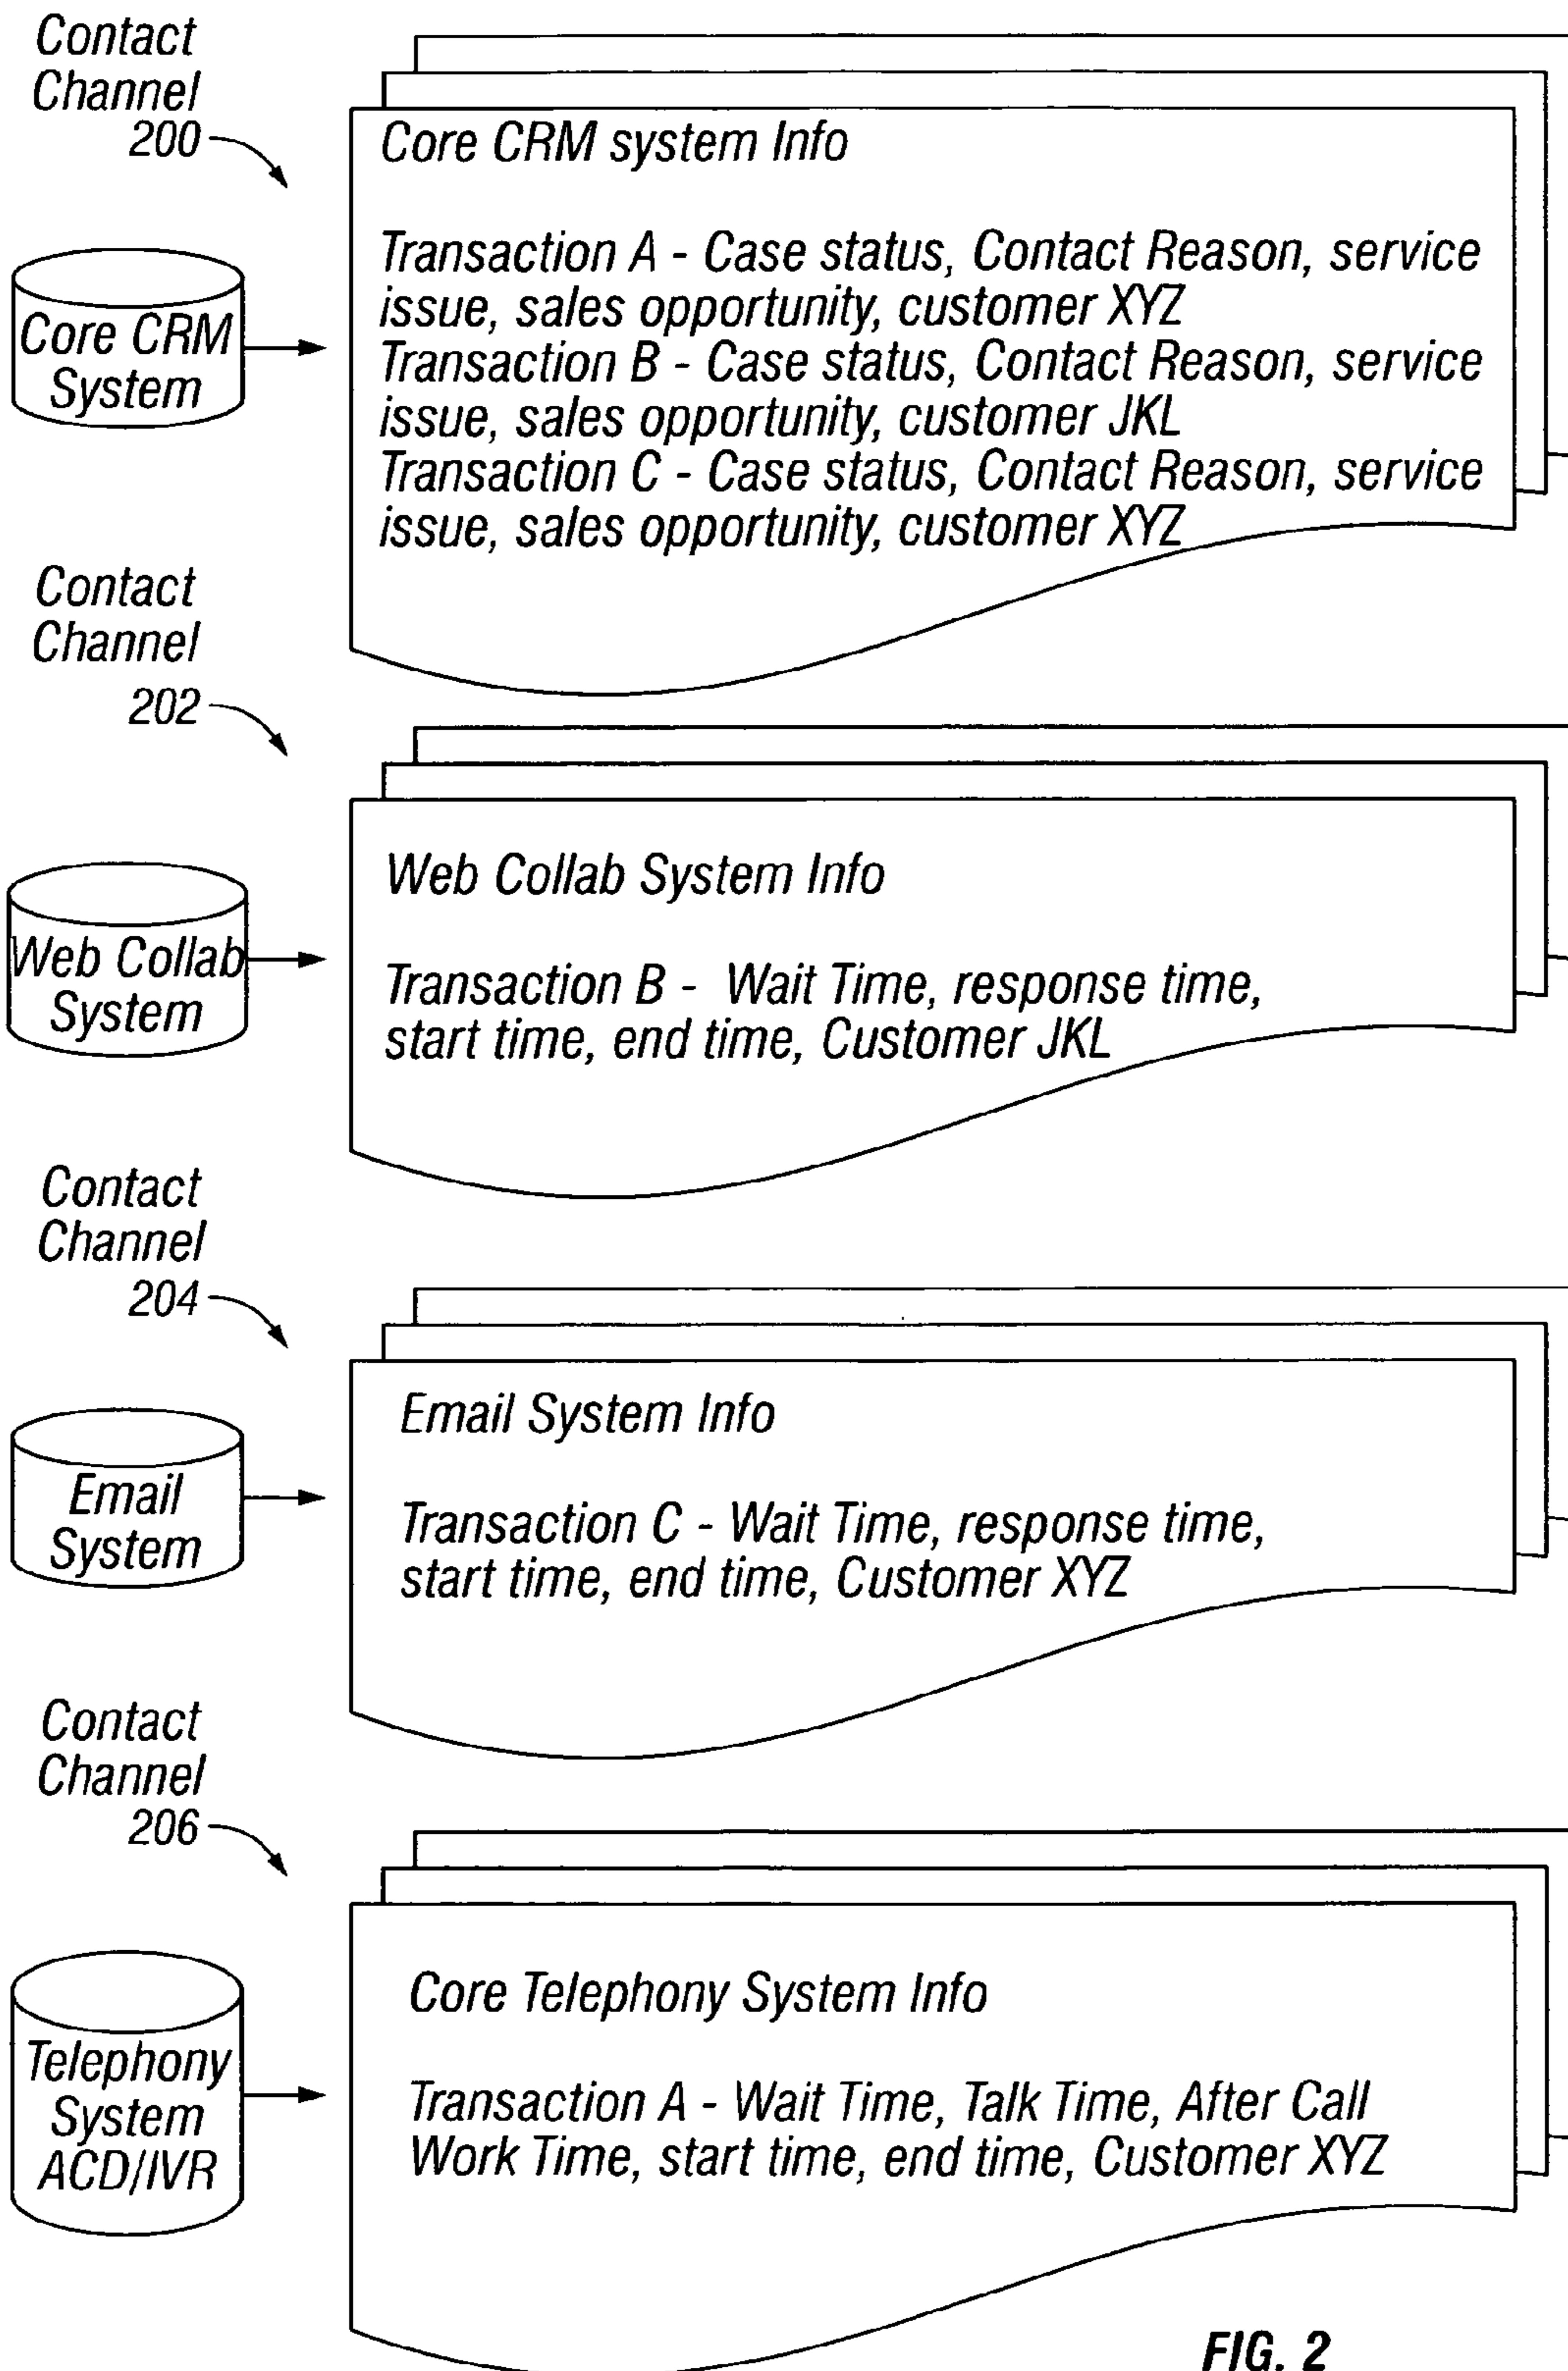 Contact
Channel
200
Core CRM
System
Core CRM system Info
Transaction A - Case status, Contact Reason, service
issue, sales opportunity, customer XYZ
Transaction B - Case status, Contact Reason, service
issue, sales opportunity, customer JKL
Transaction C - Case status, Contact Reason, service
issue, sales opportunity, customer XYZ
Contact
Channel
202
Web Collab
System
Web Collab System Info
Transaction B - Wait Time, response time,
start time, end time, Customer JKL
Contact
Channel
204
Email
System
Email System Info
Transaction C - Wait Time, response time,
start time, end time, Customer XYZ
Contact
Channel
206
Telephony
System
ACD/IVR
Core Telephony System Info
Transaction A - Wait Time, Talk Time, After Call
Work Time, start time, end time, Customer XYZ
FIG. 2